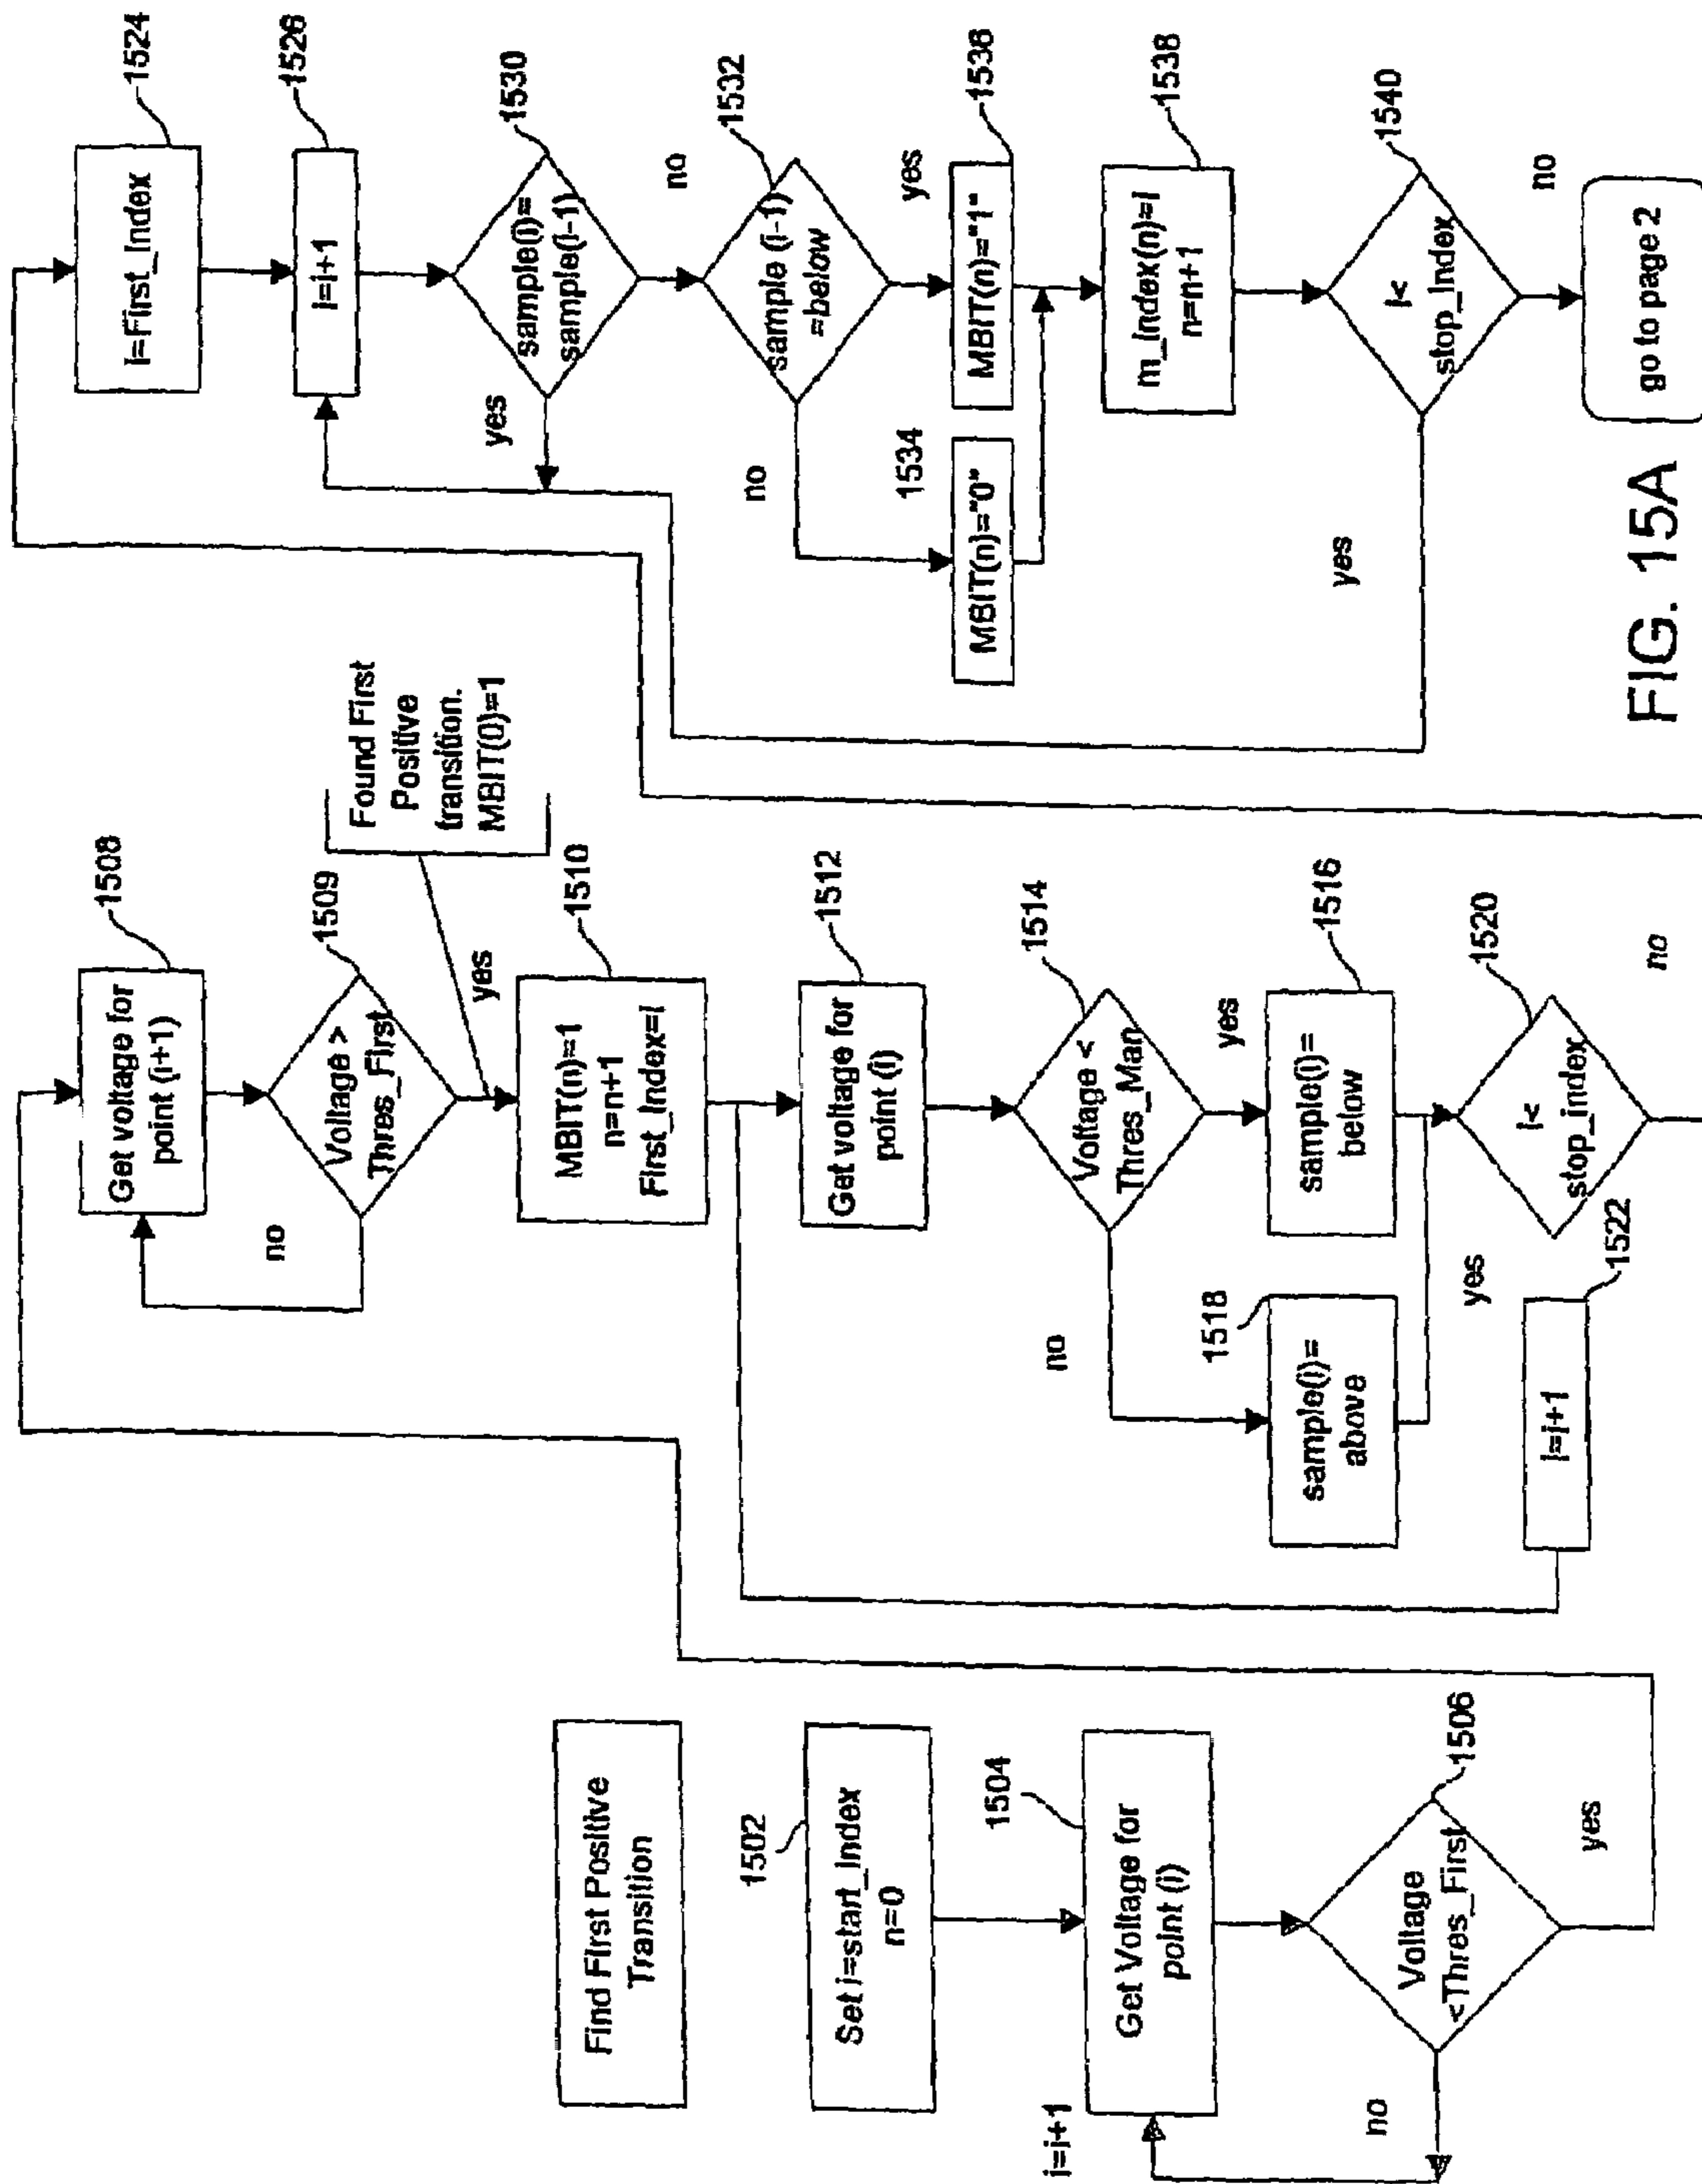 Find First Positive
Transition
1502
Set i=start_Index
n=0
1504
Get Voltage for
point (i)
i=i+1
1506
Voltage
<Thres_First
no
yes
1508
Get voltage for
point (i+1)
1509
Voltage >
Thres_First
no
yes
Found First
Positive
transition.
MBIT(0)=1
1510
MBIT(n)=1
n=n+1
First_Index=I
1512
Get voltage for
point (i)
1514
Voltage <
Thres_Man
no
yes
1516
sample(i)=
below
1518
sample(i)=
above
1520
I<
stop_index
yes
no
1522
I=i+1
1524
I=First_Index
1526
I=i+1
1530
sample(i)=
sample(i-1)
yes
no
1532
sample (i-1)
=below
no
yes
1534
MBIT(n)="0"
1536
MBIT(n)="1"
1538
m_Index(n)=I
n=n+1
1540
I<
stop_Index
yes
no
go to page 2
FIG. 15A